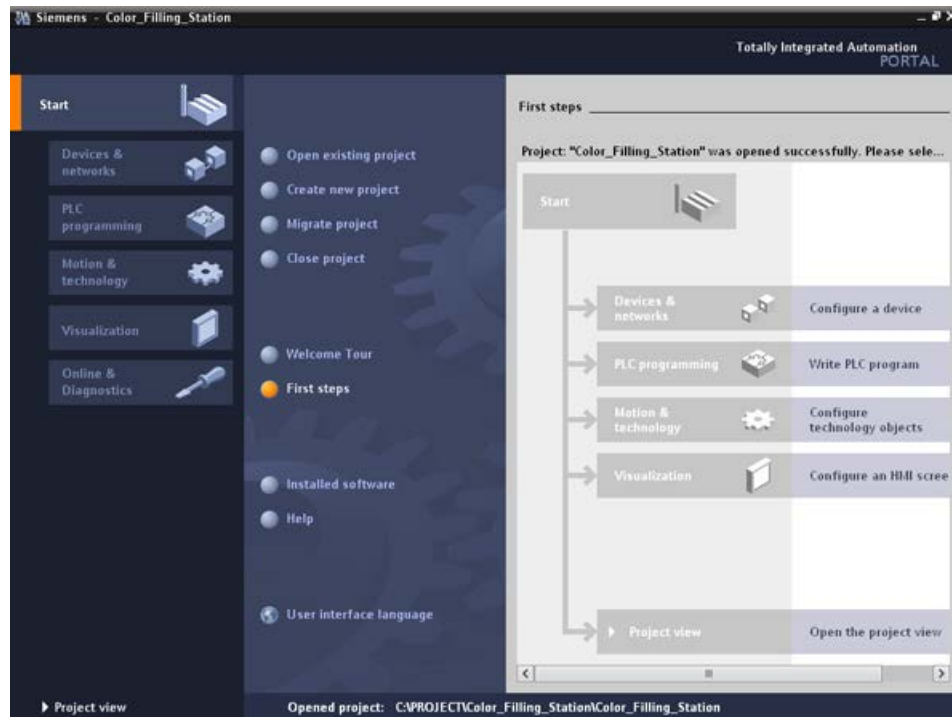 Siemens - Color_Filling_Station
Totally Integrated Automation
PORTAL
Start
Devices &
networks
PLC
programming
Motion &
technology
Visualization
Online &
Diagnostics
Open existing project
Create new project
Migrate project
Close project
Welcome Tour
First steps
Installed software
Help
User interface language
First steps
Project: "Color_Filling_Station" was opened successfully. Please sele...
Start
Devices &
networks
Configure a device
PLC programming
Write PLC program
Motion &
technology
Configure
technology objects
Visualization
Configure an HMI scree
Project view
Open the project view
Project view
Opened project: C:\PROJECT\Color_Filling_Station\Color_Filling_Station